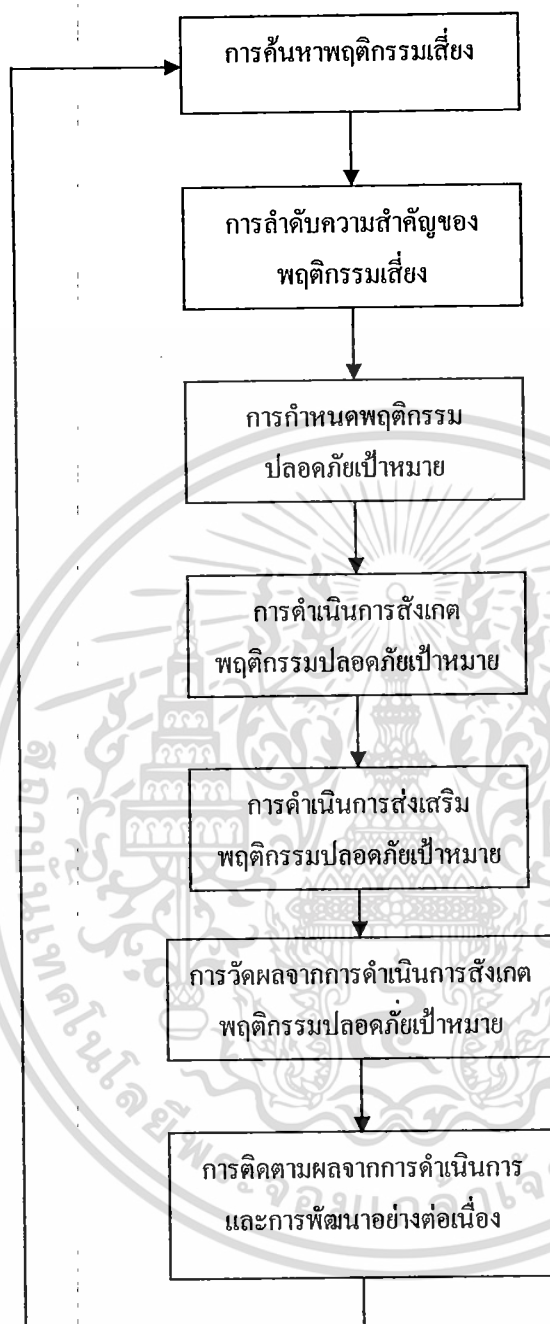 การค้นหาพฤติกรรมเสี่ยง
การลำดับความสำคัญของ
พฤติกรรมเสี่ยง
การกำหนดพฤติกรรม
ปลอดภัยเป้าหมาย
การดำเนินการสังเกต
พฤติกรรมปลอดภัยเป้าหมาย
การดำเนินการส่งเสริม
พฤติกรรมปลอดภัยเป้าหมาย
การวัดผลจากการดำเนินการสังเกต
พฤติกรรมปลอดภัยเป้าหมาย
การติดตามผลจากการดำเนินการ
และการพัฒนาอย่างต่อเนื่อง